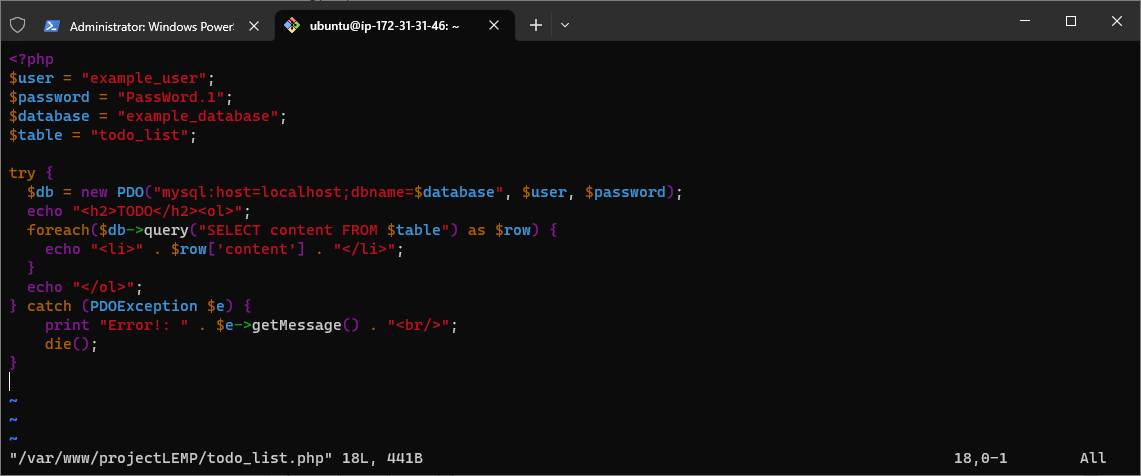 Administrator: Windows Power
ubuntu@ip-172-31-31-46: ~
<?php
$user = "example_user";
$password = "PassWord.1";
$database = "example_database";
$table = "todo_list";

try {
  $db = new PDO("mysql:host=localhost;dbname=$database", $user, $password);
  echo "<h2>TODO</h2><ol>";
  foreach($db->query("SELECT content FROM $table") as $row) {
    echo "<li>" . $row['content'] . "</li>";
  }
  echo "</ol>";
} catch (PDOException $e) {
    print "Error!: " . $e->getMessage() . "<br/>";
    die();
}

~
~
~
"/var/www/projectLEMP/todo_list.php" 18L, 441B 18,0-1 All